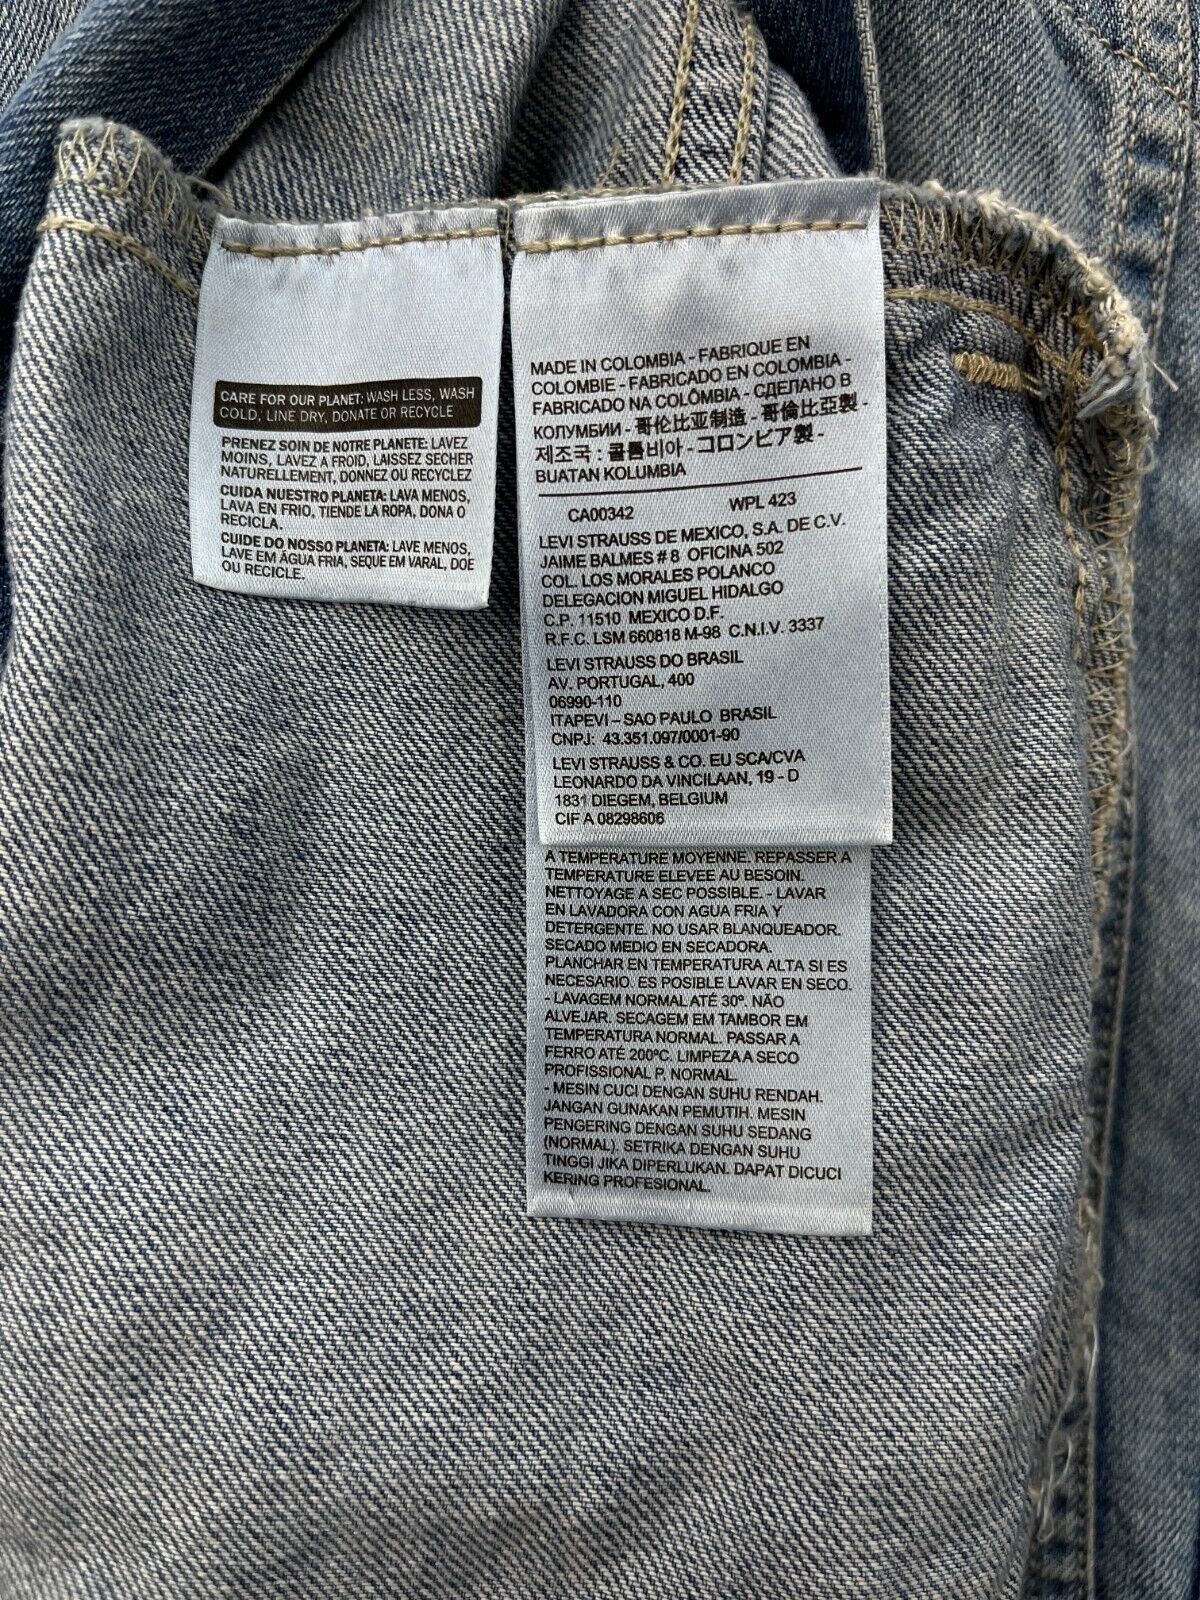 CARE FOR OUR PLANET: WASH LESS, WASH
COLD, LINE DRY, DONATE OR RECYCLE
PRENEZ SOIN DE NOTRE PLANETE: LAVEZ
MOINS, LAVEZ A FROID, LAISSEZ SECHER
NATURELLEMENT, DONNEZ OU RECYCLEZ
CUIDA NUESTRO PLANETA: LAVA MENOS,
LAVA EN FRIO, TIENDE LA ROPA, DONA O
RECICLA.
CUIDE DO NOSSO PLANETA: LAVE MENOS,
LAVE EM ÁGUA FRIA, SEQUE EM VARAL, DOE
OU RECICLE.
MADE IN COLOMBIA - FABRIQUE EN
COLOMBIE - FABRICADO EN COLOMBIA -
FABRICADO NA COLÔMBIA - СДЕЛАНО В
КОЛУМБИИ - 哥伦比亚制造 - 哥倫比亞製 -
제조국 : 콜롬비아 - コロンビア製 -
BUATAN KOLUMBIA
CA00342 WPL 423
LEVI STRAUSS DE MEXICO, S.A. DE C.V.
JAIME BALMES # 8 OFICINA 502
COL. LOS MORALES POLANCO
DELEGACION MIGUEL HIDALGO
C.P. 11510 MEXICO D.F.
R.F.C. LSM 660818 M-98 C.N.I.V. 3337
LEVI STRAUSS DO BRASIL
AV. PORTUGAL, 400
06990-110
ITAPEVI – SAO PAULO BRASIL
CNPJ: 43.351.097/0001-90
LEVI STRAUSS & CO. EU SCA/CVA
LEONARDO DA VINCILAAN, 19 - D
1831 DIEGEM, BELGIUM
CIF A 08298606
A TEMPERATURE MOYENNE. REPASSER A
TEMPERATURE ELEVEE AU BESOIN.
NETTOYAGE A SEC POSSIBLE. - LAVAR
EN LAVADORA CON AGUA FRIA Y
DETERGENTE. NO USAR BLANQUEADOR.
SECADO MEDIO EN SECADORA.
PLANCHAR EN TEMPERATURA ALTA SI ES
NECESARIO. ES POSIBLE LAVAR EN SECO.
- LAVAGEM NORMAL ATÉ 30º. NÃO
ALVEJAR. SECAGEM EM TAMBOR EM
TEMPERATURA NORMAL. PASSAR A
FERRO ATÉ 200ºC. LIMPEZA A SECO
PROFISSIONAL P. NORMAL.
- MESIN CUCI DENGAN SUHU RENDAH.
JANGAN GUNAKAN PEMUTIH. MESIN
PENGERING DENGAN SUHU SEDANG
(NORMAL). SETRIKA DENGAN SUHU
TINGGI JIKA DIPERLUKAN. DAPAT DICUCI
KERING PROFESIONAL.